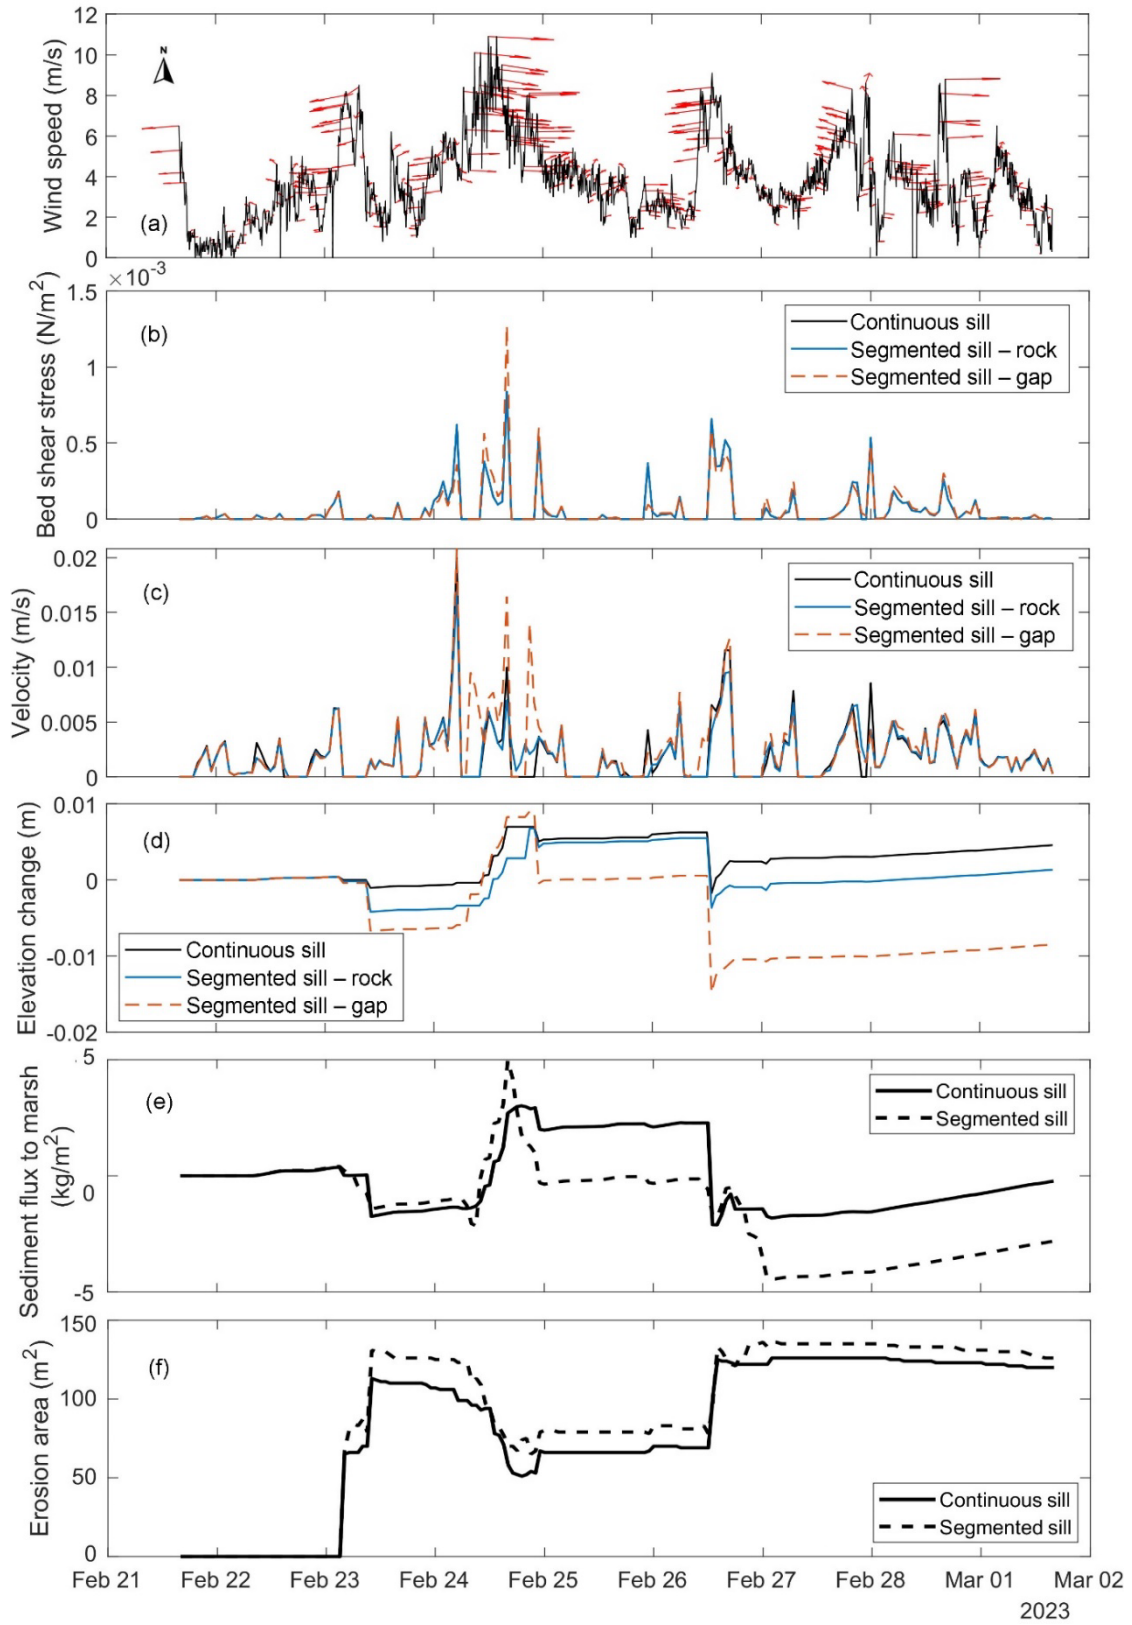 12
10
8
6
4
2
0
Wind speed (m/s)
N
(a)
×10-3
1.5
1
0.5
0
Bed shear stress (N/m2)
(b)
Continuous sill
Segmented sill – rock
Segmented sill – gap
0.02
0.015
0.01
0.005
0
Velocity (m/s)
(c)
Continuous sill
Segmented sill – rock
Segmented sill – gap
0.01
0
-0.01
-0.02
Elevation change (m)
(d)
Continuous sill
Segmented sill – rock
Segmented sill – gap
5
0
-5
Sediment flux to marsh
(kg/m2)
(e)
Continuous sill
Segmented sill
150
100
50
0
Erosion area (m2)
(f)
Continuous sill
Segmented sill
Feb 21 Feb 22 Feb 23 Feb 24 Feb 25 Feb 26 Feb 27 Feb 28 Mar 01 Mar 02
2023